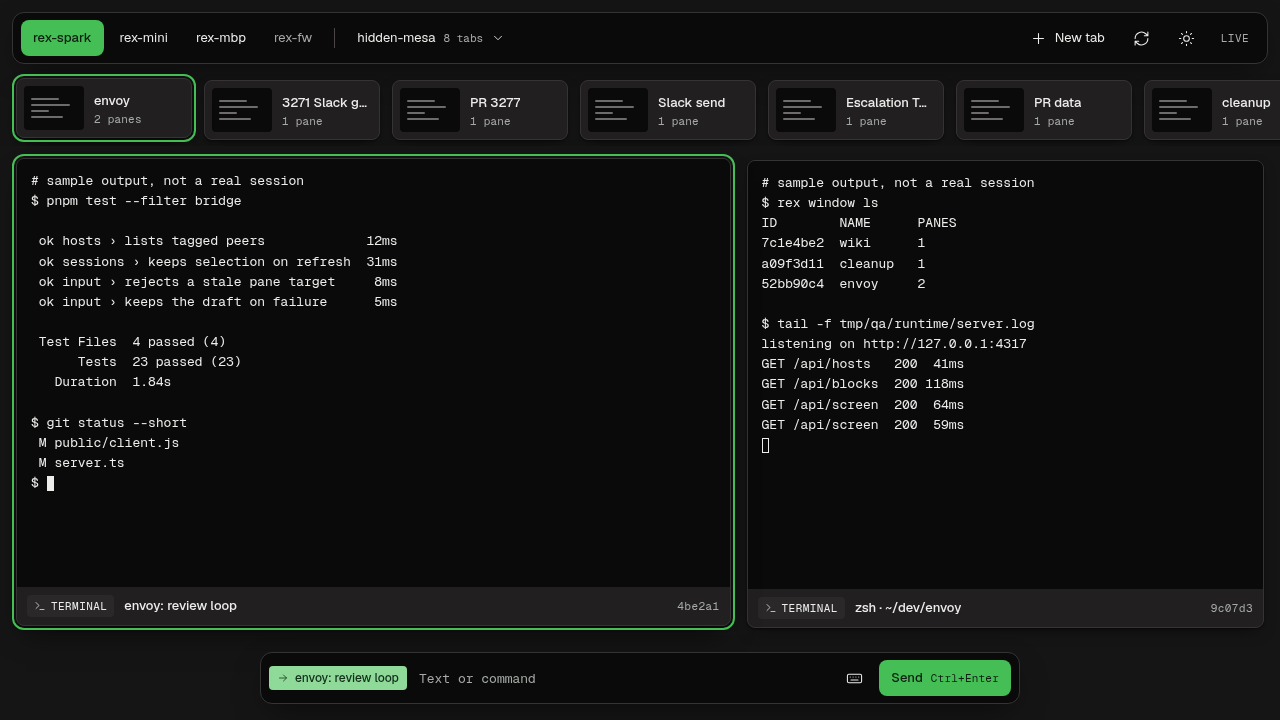 rex-spark rex-mini rex-mbp rex-fw hidden-mesa 8 tabs New tab LIVE
envoy
2 panes
3271 Slack g...
1 pane
PR 3277
1 pane
Slack send
1 pane
Escalation T...
1 pane
PR data
1 pane
cleanup
1 pane
# sample output, not a real session
$ pnpm test --filter bridge
ok hosts › lists tagged peers 12ms
ok sessions › keeps selection on refresh 31ms
ok input › rejects a stale pane target 8ms
ok input › keeps the draft on failure 5ms
Test Files 4 passed (4)
Tests 23 passed (23)
Duration 1.84s
$ git status --short
M public/client.js
M server.ts
$
>_ TERMINAL envoy: review loop 4be2a1
# sample output, not a real session
$ rex window ls
ID NAME PANES
7c1e4be2 wiki 1
a09f3d11 cleanup 1
52bb90c4 envoy 2
$ tail -f tmp/qa/runtime/server.log
listening on http://127.0.0.1:4317
GET /api/hosts 200 41ms
GET /api/blocks 200 118ms
GET /api/screen 200 64ms
GET /api/screen 200 59ms
>_ TERMINAL zsh · ~/dev/envoy 9c07d3
→ envoy: review loop Text or command Send Ctrl+Enter